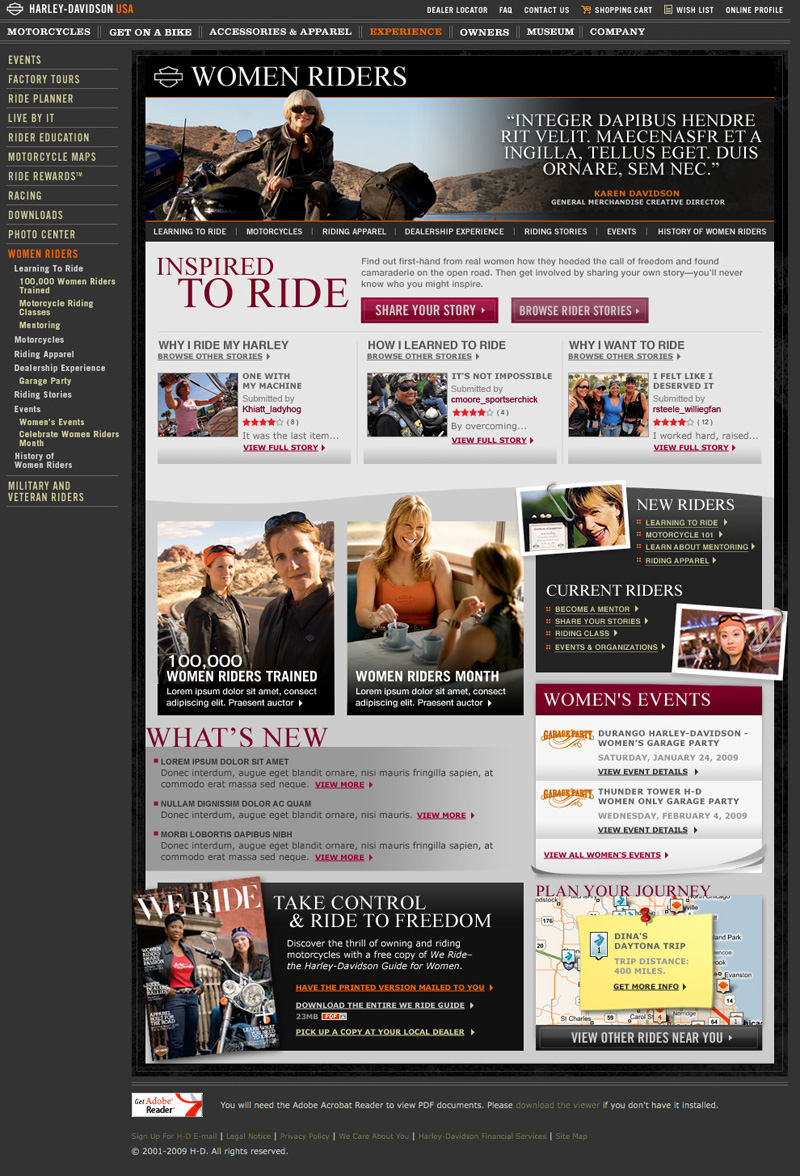 HARLEY-DAVIDSON USA
DEALER LOCATOR FAQ CONTACT US SHOPPING CART WISH LIST ONLINE PROFILE
MOTORCYCLES GET ON A BIKE ACCESSORIES & APPAREL EXPERIENCE OWNERS MUSEUM COMPANY
EVENTS
FACTORY TOURS
RIDE PLANNER
LIVE BY IT
RIDER EDUCATION
MOTORCYCLE MAPS
RIDE REWARDS™
RACING
DOWNLOADS
PHOTO CENTER
WOMEN RIDERS
Learning To Ride
100,000 Women Riders
Trained
Motorcycle Riding
Classes
Mentoring
Motorcycles
Riding Apparel
Dealership Experience
Garage Party
Riding Stories
Events
Women's Events
Celebrate Women Riders
Month
History of
Women Riders
MILITARY AND
VETERAN RIDERS
WOMEN RIDERS
“INTEGER DAPIBUS HENDRE
RIT VELIT. MAECENASFR ET A
INGILLA, TELLUS EGET. DUIS
ORNARE, SEM NEC.”
KAREN DAVIDSON
GENERAL MERCHANDISE CREATIVE DIRECTOR
LEARNING TO RIDE | MOTORCYCLES | RIDING APPAREL | DEALERSHIP EXPERIENCE | RIDING STORIES | EVENTS | HISTORY OF WOMEN RIDERS
INSPIRED
TO RIDE
Find out first-hand from real women how they heeded the call of freedom and found
camaraderie on the open road. Then get involved by sharing your own story—you'll never
know who you might inspire.
SHARE YOUR STORY
BROWSE RIDER STORIES
WHY I RIDE MY HARLEY
BROWSE OTHER STORIES
ONE WITH
MY MACHINE
Submitted by
Khiatt_ladyhog
(8)
It was the last item...
VIEW FULL STORY
HOW I LEARNED TO RIDE
BROWSE OTHER STORIES
IT'S NOT IMPOSSIBLE
Submitted by
cmoore_sportserchick
(4)
By overcoming...
VIEW FULL STORY
WHY I WANT TO RIDE
BROWSE OTHER STORIES
I FELT LIKE I
DESERVED IT
Submitted by
rsteele_williegfan
(12)
I worked hard, raised...
VIEW FULL STORY
100,000
WOMEN RIDERS TRAINED
Lorem ipsum dolor sit amet, consect
adipiscing elit. Praesent auctor
WOMEN RIDERS MONTH
Lorem ipsum dolor sit amet, consect
adipiscing elit. Praesent auctor
NEW RIDERS
LEARNING TO RIDE
MOTORCYCLE 101
LEARN ABOUT MENTORING
RIDING APPAREL
CURRENT RIDERS
BECOME A MENTOR
SHARE YOUR STORIES
RIDING CLASS
EVENTS & ORGANIZATIONS
WOMEN'S EVENTS
GARAGE PARTY
DURANGO HARLEY-DAVIDSON -
WOMEN'S GARAGE PARTY
SATURDAY, JANUARY 24, 2009
VIEW EVENT DETAILS
GARAGE PARTY
THUNDER TOWER H-D
WOMEN ONLY GARAGE PARTY
WEDNESDAY, FEBRUARY 4, 2009
VIEW EVENT DETAILS
VIEW ALL WOMEN'S EVENTS
WHAT'S NEW
LOREM IPSUM DOLOR SIT AMET
Donec interdum, augue eget blandit ornare, nisi mauris fringilla sapien, at
commodo erat massa sed neque. VIEW MORE
NULLAM DIGNISSIM DOLOR AC QUAM
Donec interdum, augue eget blandit ornare, nisi mauris. VIEW MORE
MORBI LOBORTIS DAPIBUS NIBH
Donec interdum, augue eget blandit ornare, nisi mauris fringilla sapien, at
commodo erat massa sed neque. VIEW MORE
WE RIDE
WOMEN RIDERS
SHARE THEIR
PASSION
APPAREL
BUILT FOR
THE ROAD
LEARN WHAT
YOU NEED
TO KNOW
TAKE CONTROL
& RIDE TO FREEDOM
Discover the thrill of owning and riding
motorcycles with a free copy of We Ride–
the Harley-Davidson Guide for Women.
HAVE THE PRINTED VERSION MAILED TO YOU
DOWNLOAD THE ENTIRE WE RIDE GUIDE
23MB PDF
PICK UP A COPY AT YOUR LOCAL DEALER
PLAN YOUR JOURNEY
DINA'S
DAYTONA TRIP
TRIP DISTANCE:
400 MILES.
GET MORE INFO
176
Evanston
St Charles
VIEW OTHER RIDES NEAR YOU
Get Adobe®
Reader®
You will need the Adobe Acrobat Reader to view PDF documents. Please download the viewer if you don't have it installed.
Sign Up For H-D E-mail | Legal Notice | Privacy Policy | We Care About You | Harley-Davidson Financial Services | Site Map
© 2001-2009 H-D. All rights reserved.